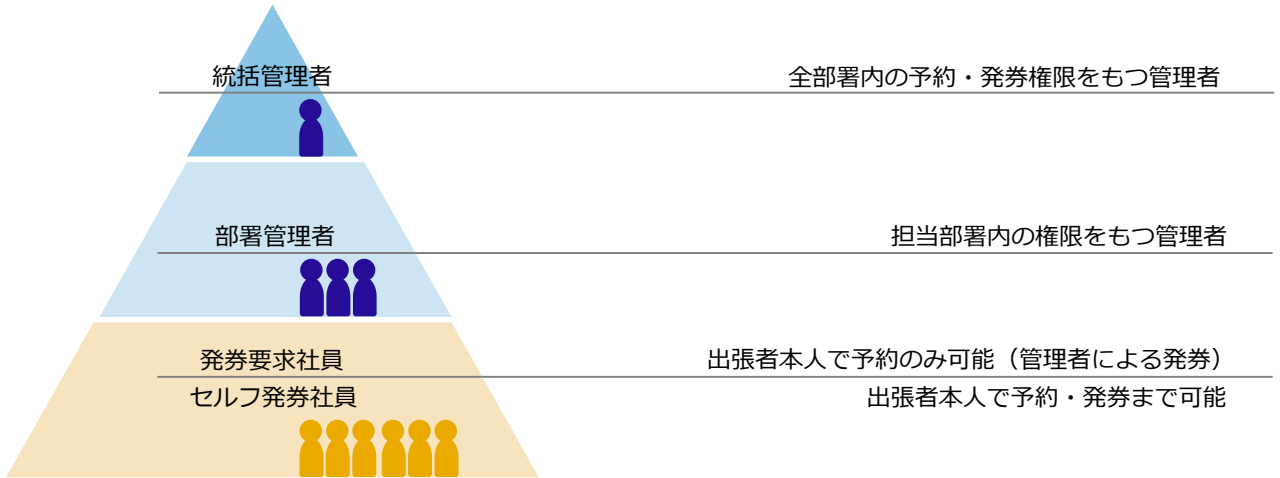 統括管理者
全部署内の予約・発券権限をもつ管理者
部署管理者
担当部署内の権限をもつ管理者
発券要求社員
出張者本人で予約のみ可能（管理者による発券）
セルフ発券社員
出張者本人で予約・発券まで可能